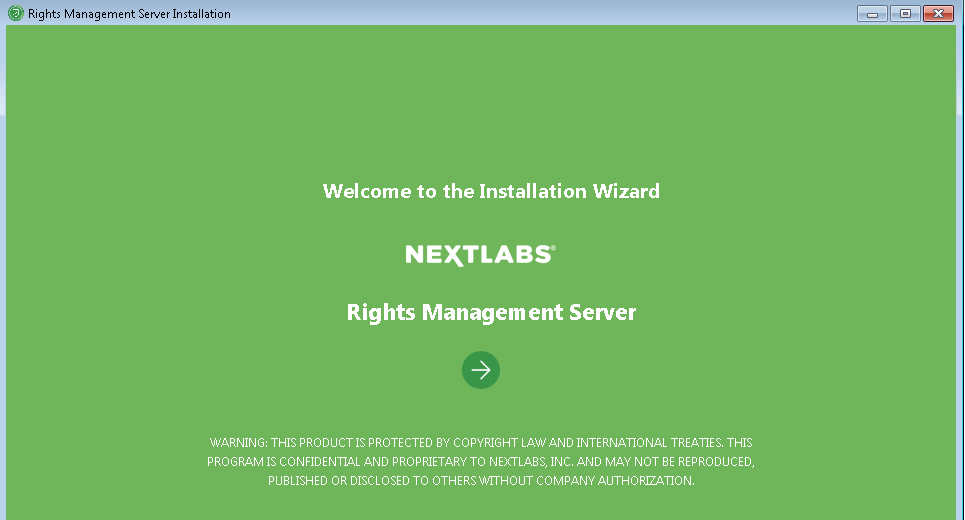 Rights Management Server Installation
Welcome to the Installation Wizard
NEXTLABS®
Rights Management Server
WARNING: THIS PRODUCT IS PROTECTED BY COPYRIGHT LAW AND INTERNATIONAL TREATIES. THIS
PROGRAM IS CONFIDENTIAL AND PROPRIETARY TO NEXTLABS, INC. AND MAY NOT BE REPRODUCED,
PUBLISHED OR DISCLOSED TO OTHERS WITHOUT COMPANY AUTHORIZATION.